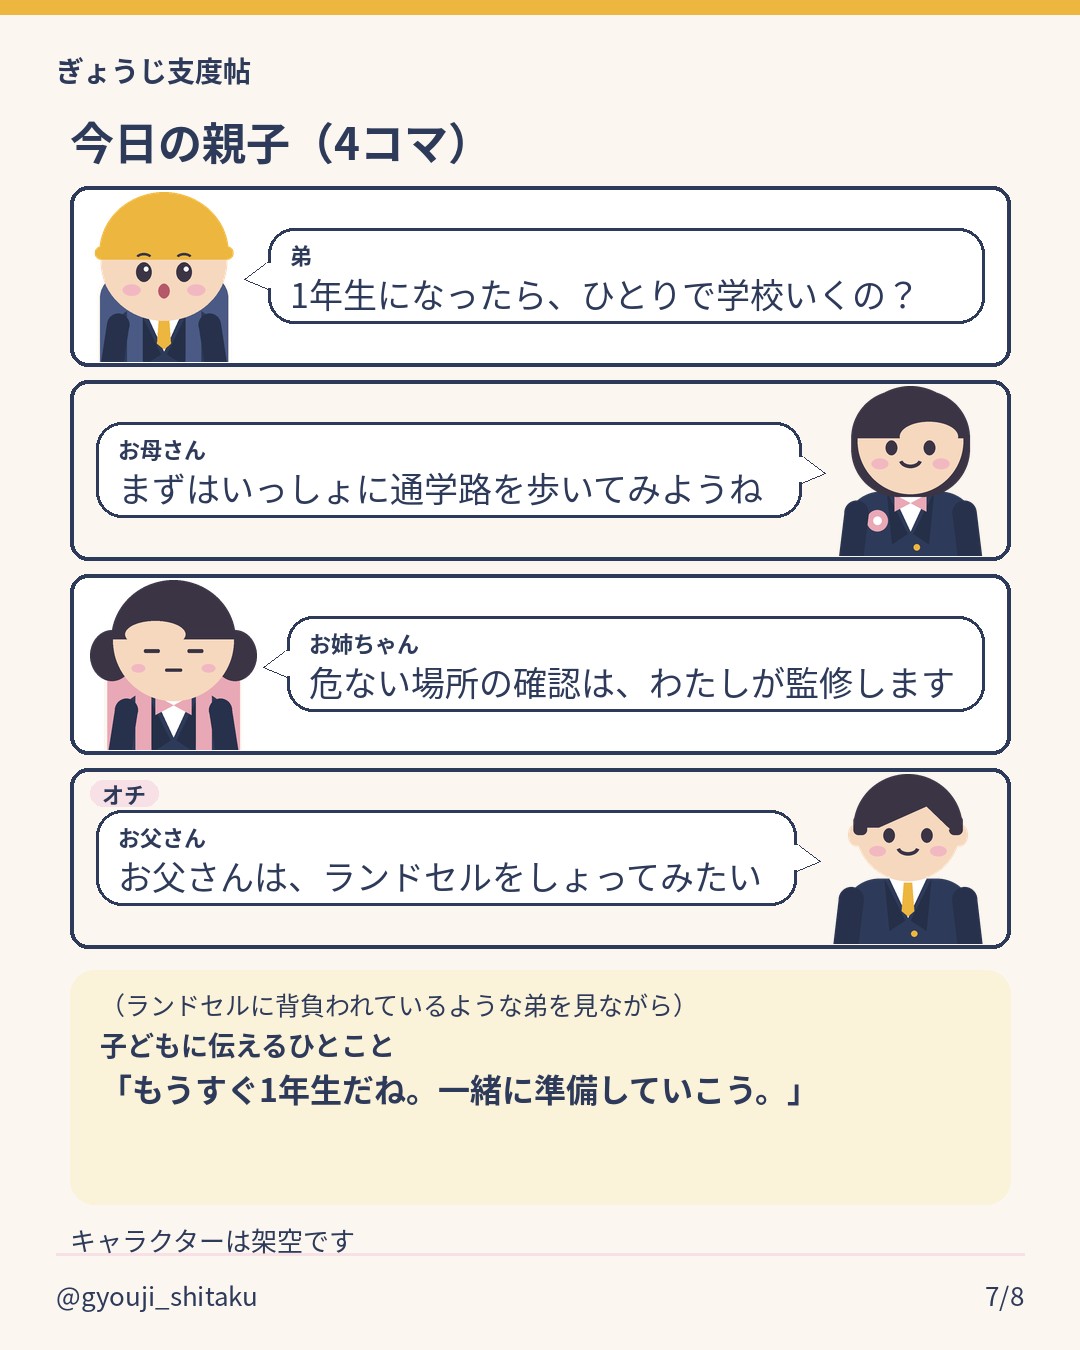 ぎょうじ支度帖
今日の親子（4コマ）
弟
1年生になったら、ひとりで学校いくの？
お母さん
まずはいっしょに通学路を歩いてみようね
お姉ちゃん
危ない場所の確認は、わたしが監修します
オチ
お父さん
お父さんは、ランドセルをしょってみたい
（ランドセルに背負われているような弟を見ながら）
子どもに伝えるひとこと
「もうすぐ1年生だね。一緒に準備していこう。」
キャラクターは架空です
@gyouji_shitaku
7/8